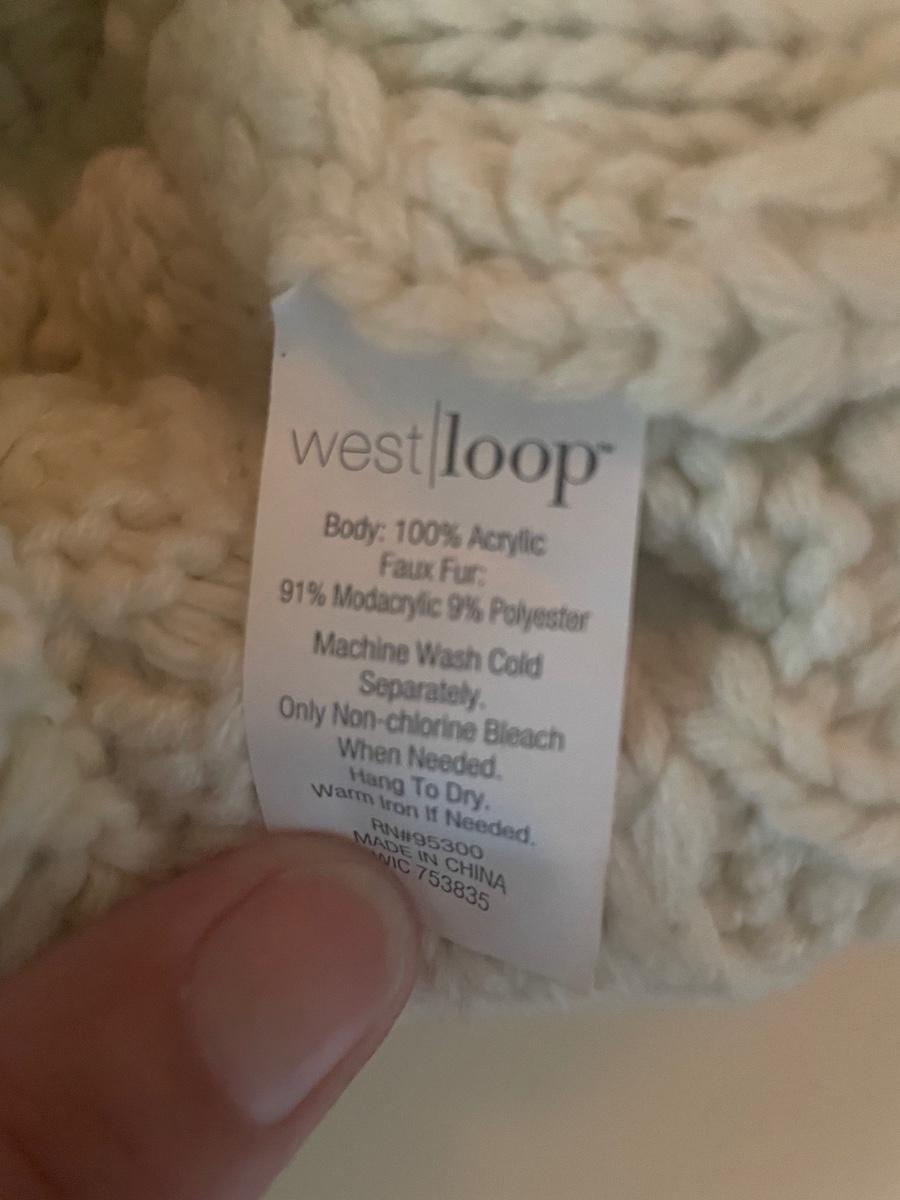 west|loop™
Body: 100% Acrylic
Faux Fur:
91% Modacrylic 9% Polyester
Machine Wash Cold
Separately.
Only Non-chlorine Bleach
When Needed.
Hang To Dry.
Warm Iron If Needed.
RN#95300
MADE IN CHINA
WIC 753835